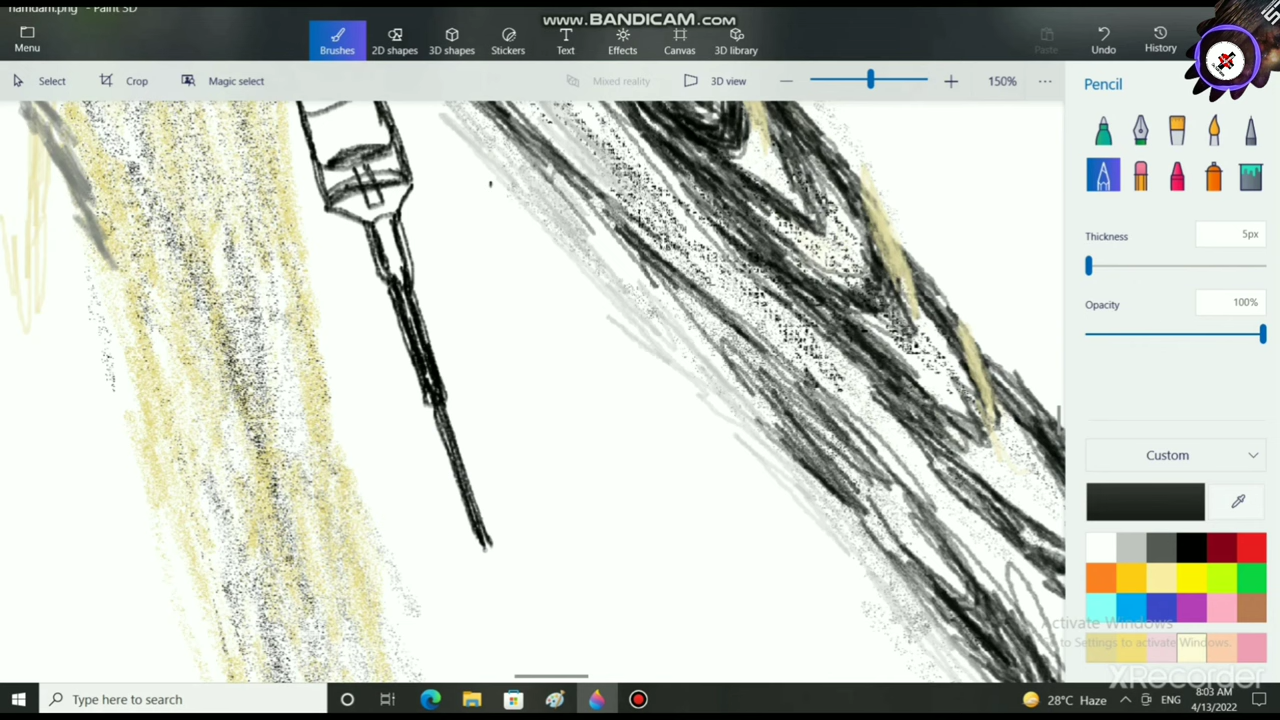 hamdam.png - Paint 3D
WWW.BANDICAM.COM
Menu
Brushes
2D shapes
3D shapes
Stickers
Text
Effects
Canvas
3D library
Paste
Undo
History
Select
Crop
Magic select
Mixed reality
3D view
150%
Pencil
Thickness
5px
Opacity
100%
Custom
Activate Windows
to Settings to activate Windows.
XRecorder
Type here to search
28°C Haze
ENG
8:03 AM
4/13/2022